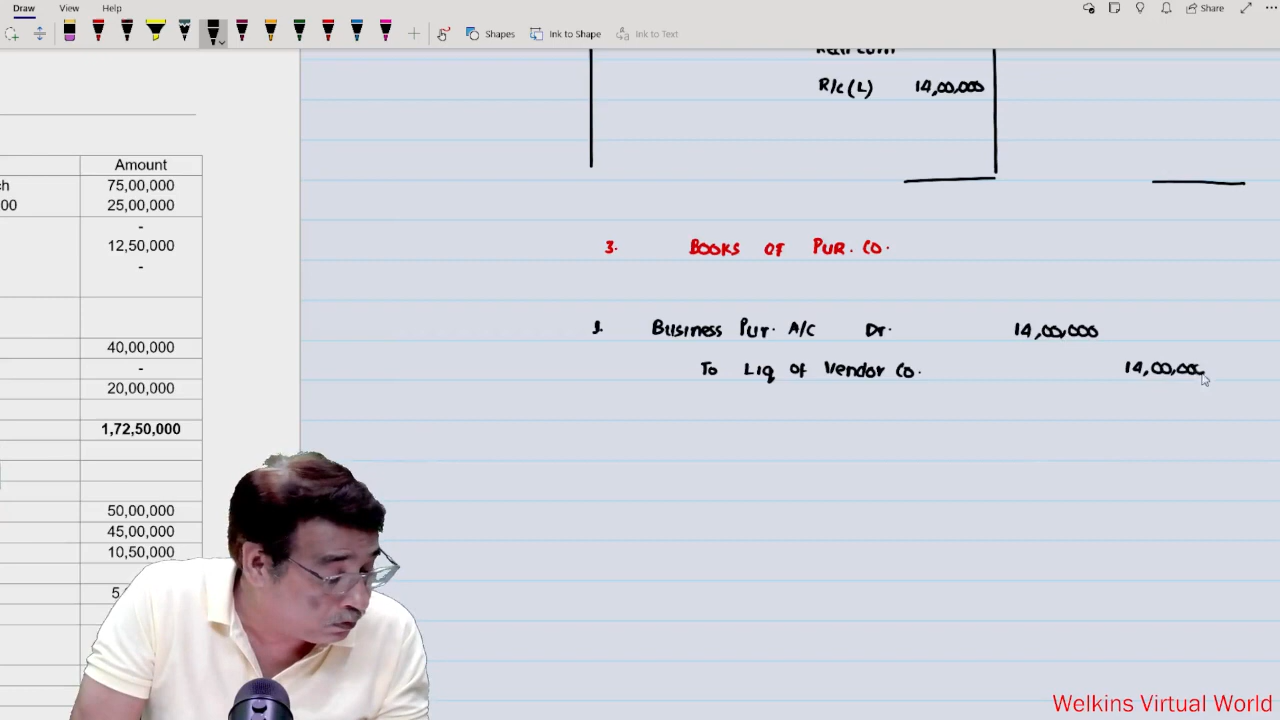 Draw View Help
Share
Shapes Ink to Shape Ink to Text
R/c (L) 14,00,000
Amount
ch 75,00,000
00 25,00,000
-
12,50,000
-
40,00,000
-
20,00,000
1,72,50,000
50,00,000
45,00,000
10,50,000
5
3. BOOKS OF PUR. CO.
1. Business Pur. A/C Dr. 14,00,000
To Liq of Vendor Co. 14,00,000
Welkins Virtual World